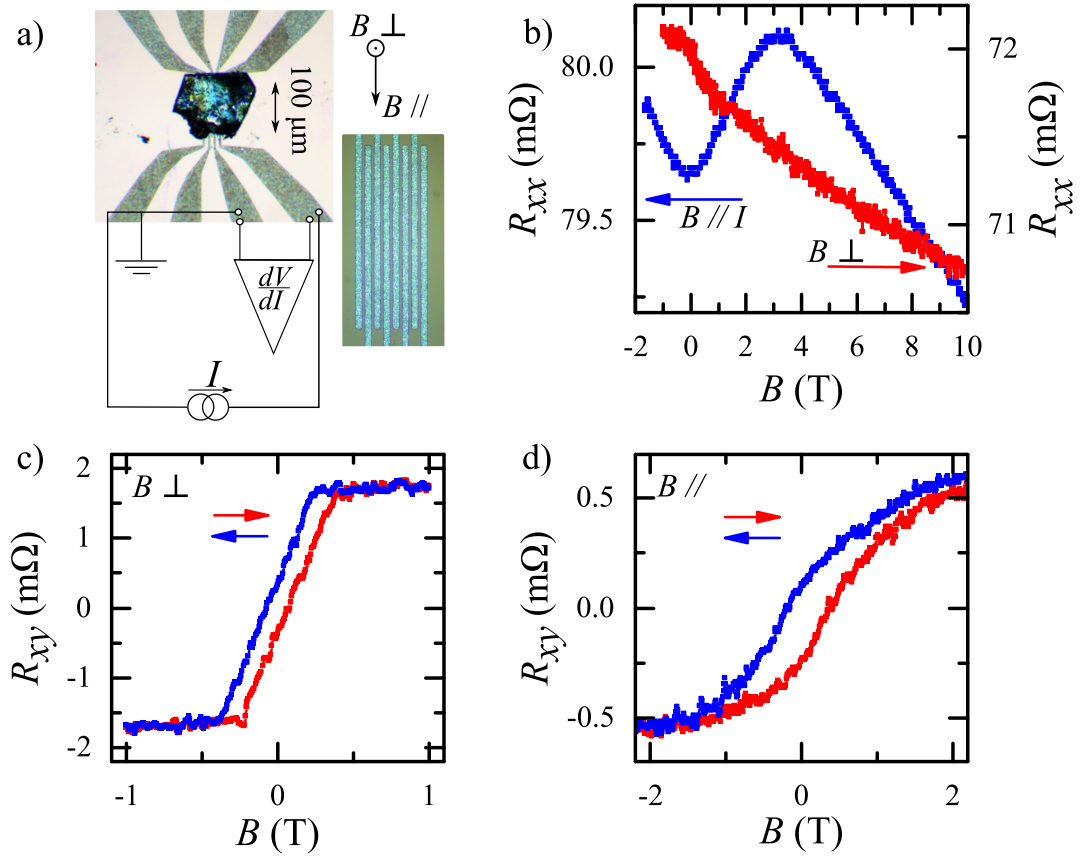 a)
100 μm
B ⊥
B //
dV
dI
I
b)
R_xx (mΩ)
80.0
79.5
72
71
R_xx (mΩ)
B // I
B ⊥
-2 0 2 4 6 8 10
B (T)
c)
B ⊥
R_xy (mΩ)
2
1
0
-1
-2
-1 0 1
B (T)
d)
B //
R_xy (mΩ)
0.5
0.0
-0.5
-2 0 2
B (T)